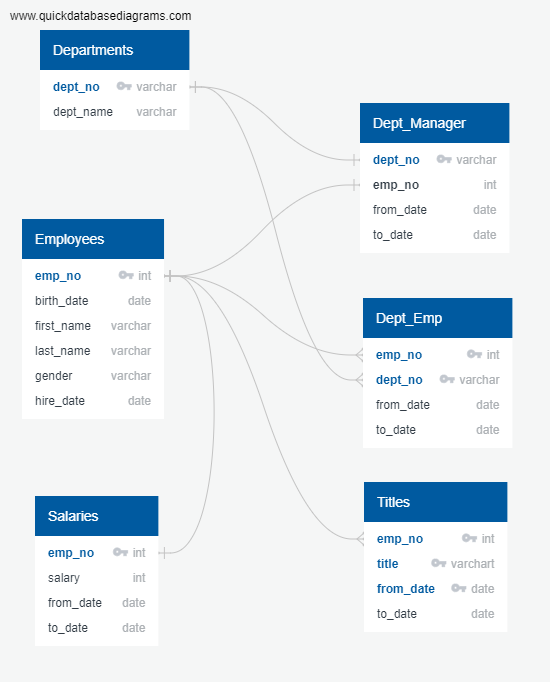 www.quickdatabasediagrams.com
Departments
dept_no varchar
dept_name varchar
Dept_Manager
dept_no varchar
emp_no int
from_date date
to_date date
Employees
emp_no int
birth_date date
first_name varchar
last_name varchar
gender varchar
hire_date date
Dept_Emp
emp_no int
dept_no varchar
from_date date
to_date date
Salaries
emp_no int
salary int
from_date date
to_date date
Titles
emp_no int
title varchart
from_date date
to_date date